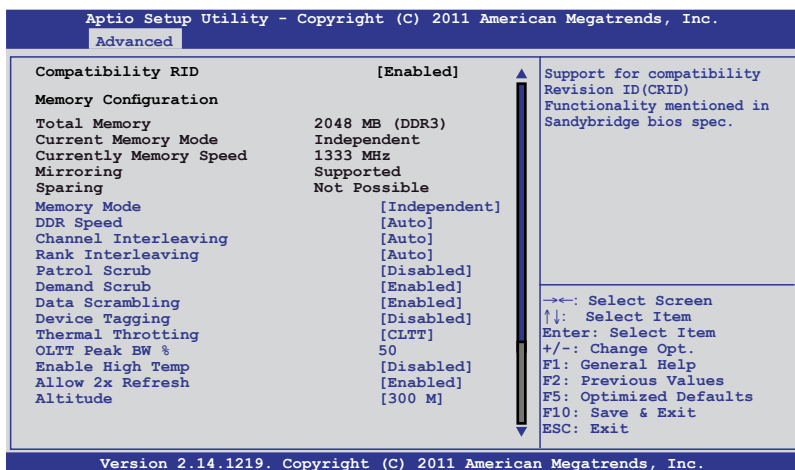 Aptio Setup Utility - Copyright (C) 2011 American Megatrends, Inc.
Advanced
Compatibility RID [Enabled]
Memory Configuration
Total Memory 2048 MB (DDR3)
Current Memory Mode Independent
Currently Memory Speed 1333 MHz
Mirroring Supported
Sparing Not Possible
Memory Mode [Independent]
DDR Speed [Auto]
Channel Interleaving [Auto]
Rank Interleaving [Auto]
Patrol Scrub [Disabled]
Demand Scrub [Enabled]
Data Scrambling [Enabled]
Device Tagging [Disabled]
Thermal Throtting [CLTT]
OLTT Peak BW % 50
Enable High Temp [Disabled]
Allow 2x Refresh [Enabled]
Altitude [300 M]
Support for compatibility
Revision ID(CRID)
Functionality mentioned in
Sandybridge bios spec.
→←: Select Screen
↑↓: Select Item
Enter: Select Item
+/-: Change Opt.
F1: General Help
F2: Previous Values
F5: Optimized Defaults
F10: Save & Exit
ESC: Exit
Version 2.14.1219. Copyright (C) 2011 American Megatrends, Inc.